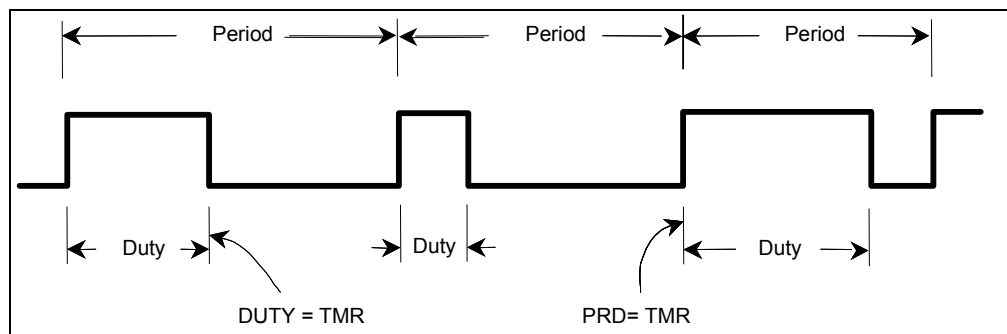 Period Period Period
Duty Duty Duty
DUTY = TMR PRD= TMR